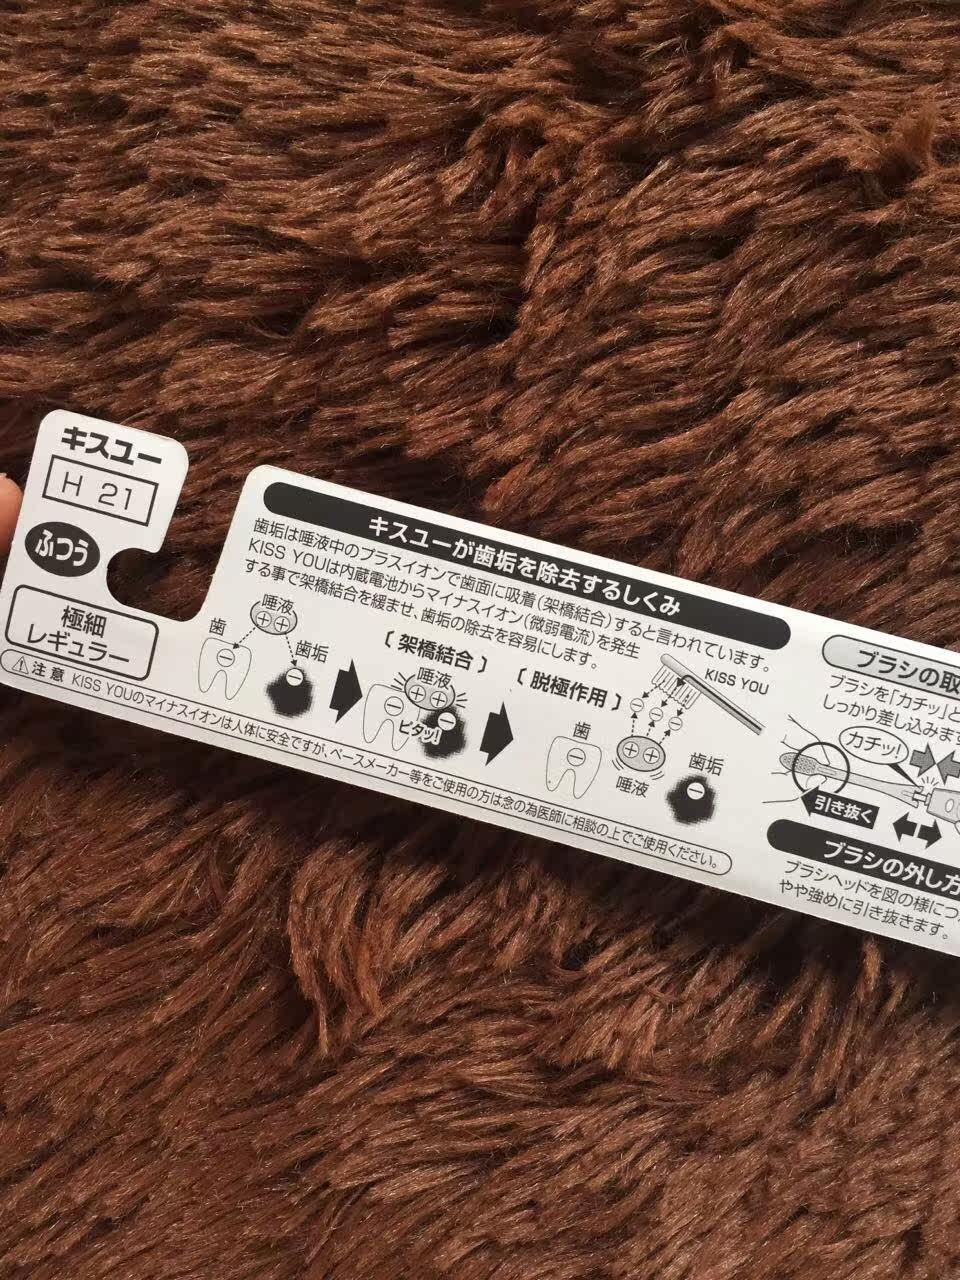 キスユー
H 21
ふつう
極細
レギュラー
キスユーが歯垢を除去するしくみ
歯垢は唾液中のプラスイオンで歯面に吸着(架橋結合)すると言われています。
KISS YOUは内蔵電池からマイナスイオン(微弱電流)を発生
する事で架橋結合を緩ませ、歯垢の除去を容易にします。
唾液
歯
歯垢
〔 架橋結合 〕
唾液
ピタッ!
〔 脱極作用 〕
KISS YOU
歯
唾液
歯垢
注意 KISS YOUのマイナスイオンは人体に安全ですが、ペースメーカー等をご使用の方は念の為医師に相談の上でご使用ください。
ブラシの取
ブラシを「カチッ」と
しっかり差し込みます
カチッ!
引き抜く
ブラシの外し方
ブラシヘッドを図の様につ
やや強めに引き抜きます。